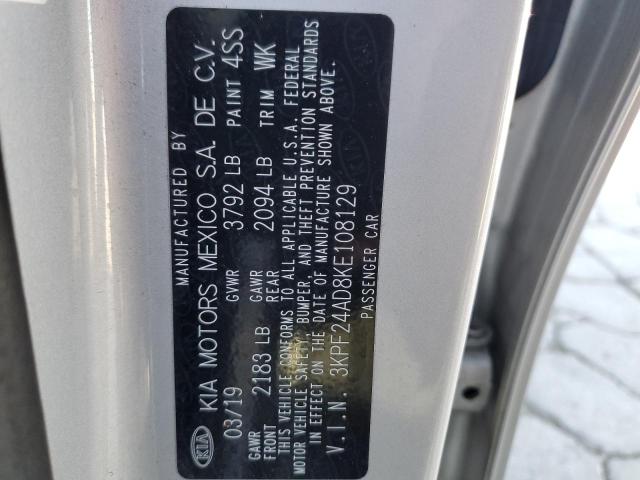 MANUFACTURED BY
KIA KIA MOTORS MEXICO S.A. DE C.V.
03/19 GVWR 3792 LB PAINT 4SS
GAWR FRONT 2183 LB GAWR REAR 2094 LB TRIM WK
THIS VEHICLE CONFORMS TO ALL APPLICABLE U.S.A. FEDERAL
MOTOR VEHICLE SAFETY, BUMPER, AND THEFT PREVENTION STANDARDS
IN EFFECT ON THE DATE OF MANUFACTURE SHOWN ABOVE.
V.I.N. 3KPF24AD8KE108129
PASSENGER CAR